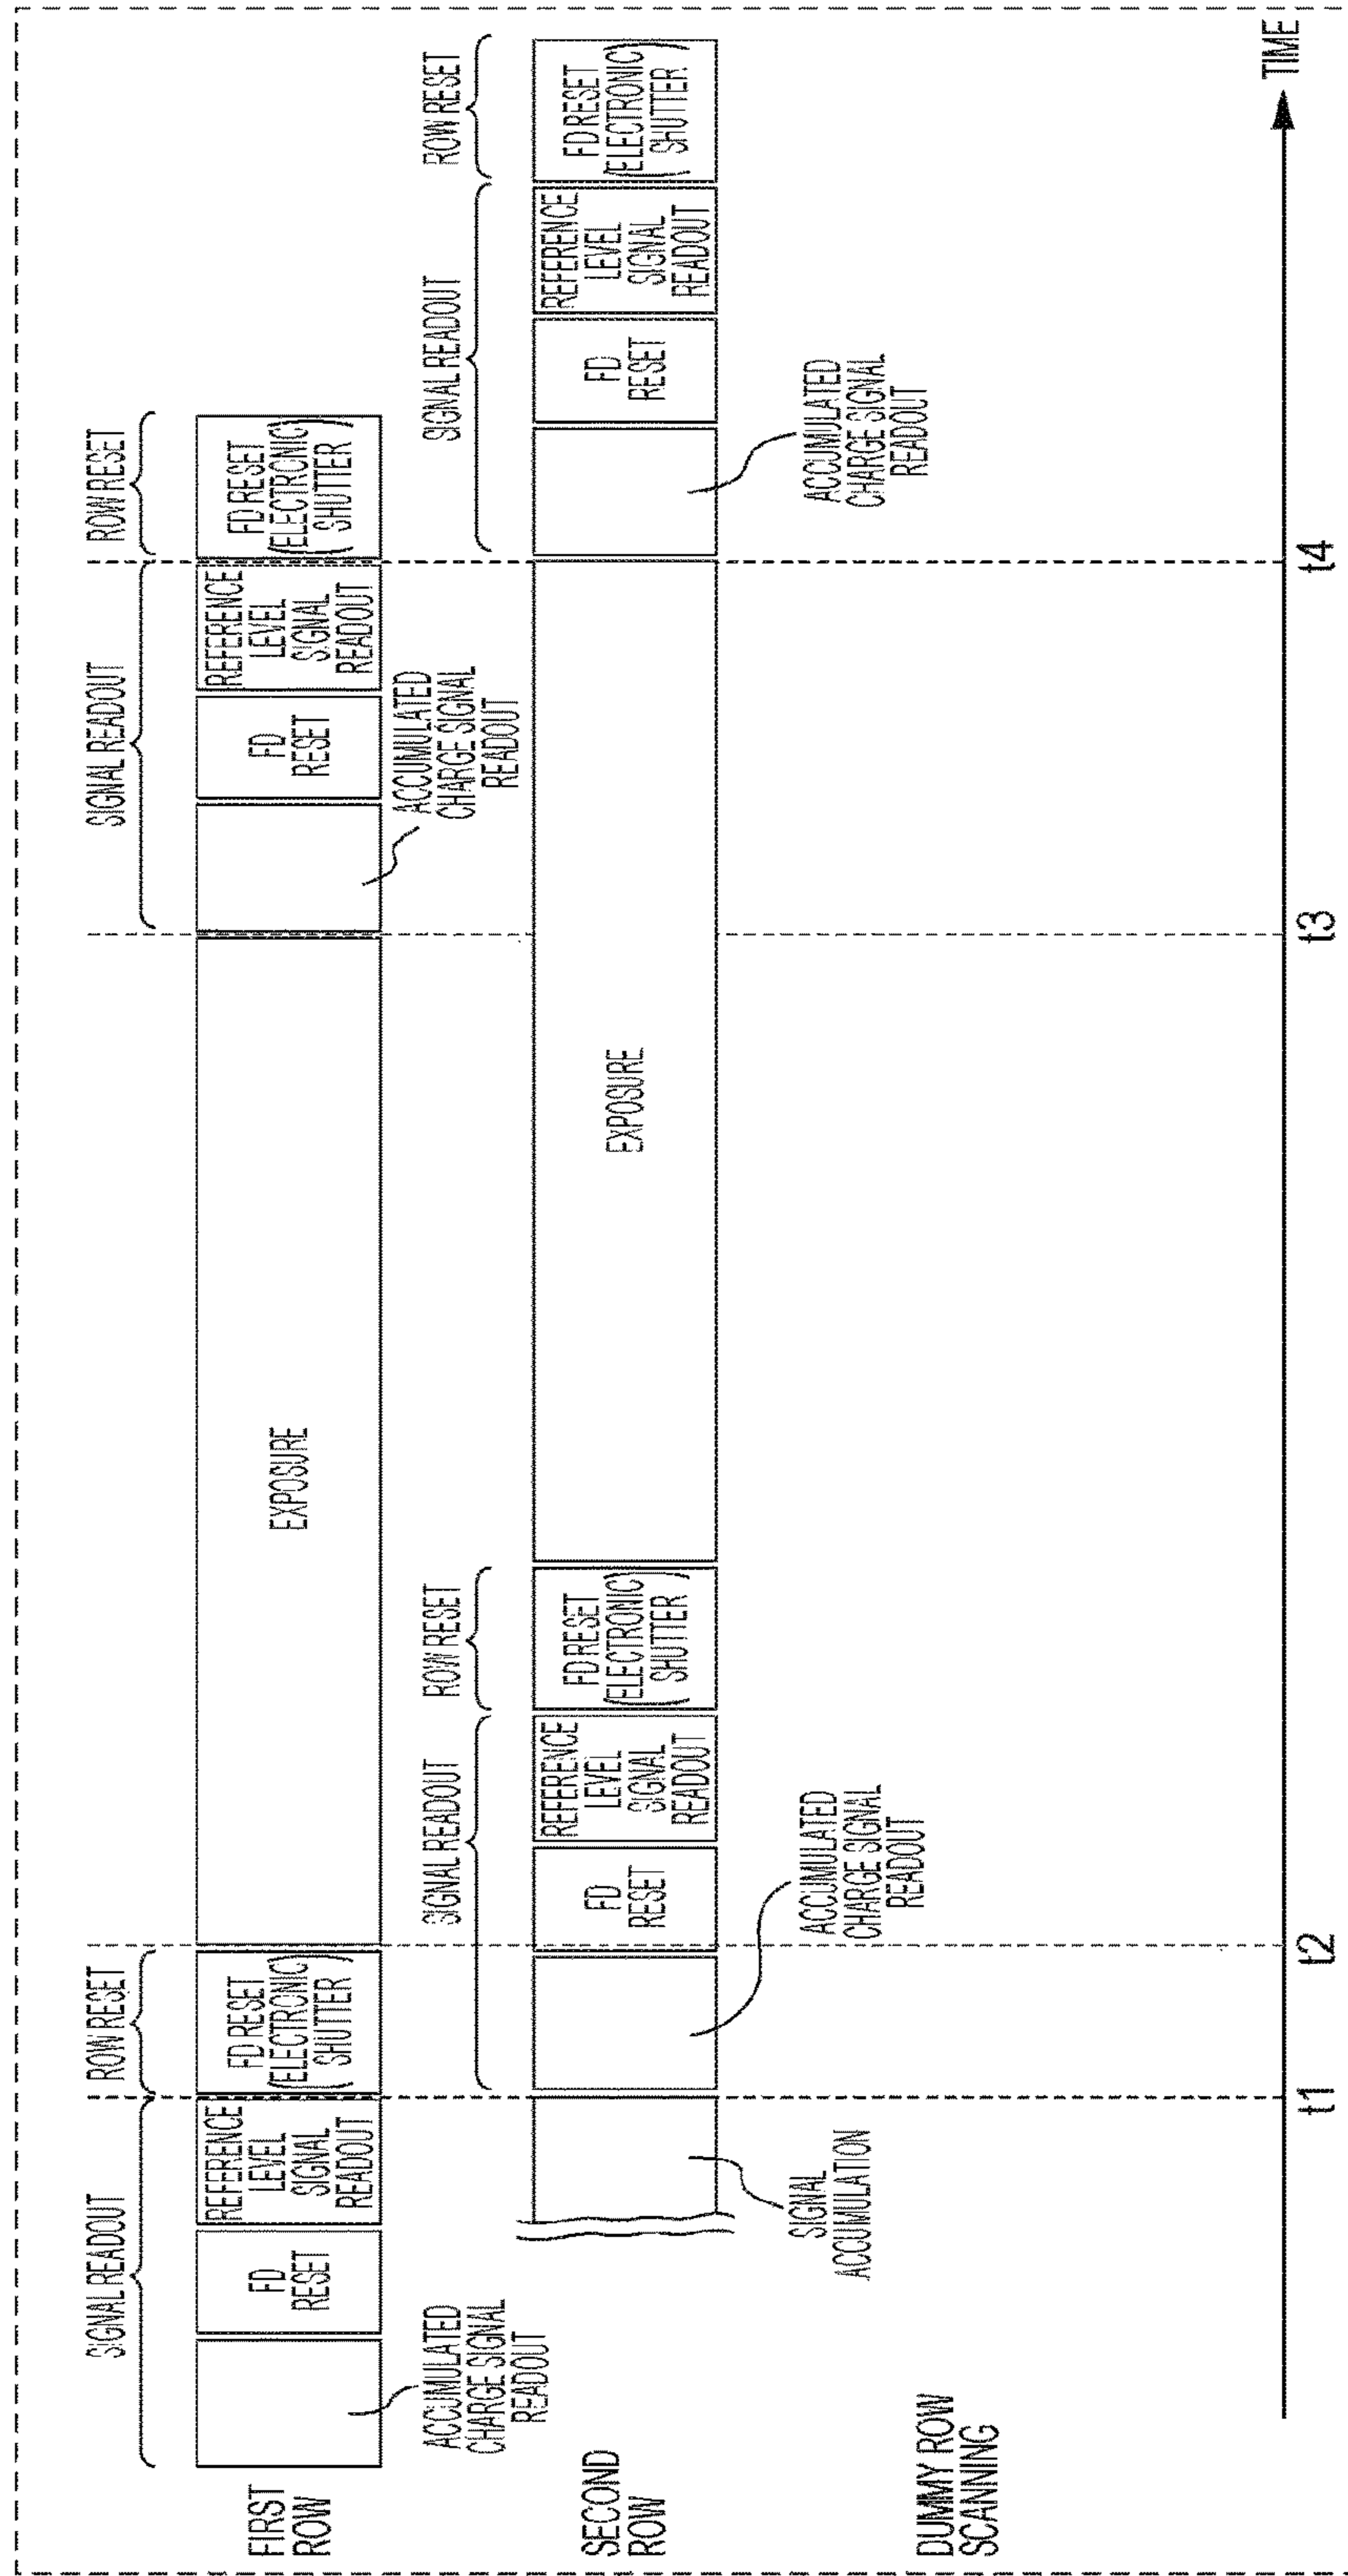 FIRST
ROW
SIGNAL READOUT
ACCUMULATED
CHARGE SIGNAL
READOUT
FD
RESET
REFERENCE
LEVEL
SIGNAL
READOUT
ROW RESET
FD RESET
(ELECTRONIC)
SHUTTER
EXPOSURE
SIGNAL READOUT
ACCUMULATED
CHARGE SIGNAL
READOUT
FD
RESET
REFERENCE
LEVEL
SIGNAL
READOUT
ROW RESET
FD RESET
(ELECTRONIC)
SHUTTER
SECOND
ROW
SIGNAL
ACCUMULATION
SIGNAL READOUT
ACCUMULATED
CHARGE SIGNAL
READOUT
FD
RESET
REFERENCE
LEVEL
SIGNAL
READOUT
ROW RESET
FD RESET
(ELECTRONIC)
SHUTTER
EXPOSURE
SIGNAL READOUT
ACCUMULATED
CHARGE SIGNAL
READOUT
FD
RESET
REFERENCE
LEVEL
SIGNAL
READOUT
ROW RESET
FD RESET
(ELECTRONIC)
SHUTTER
DUMMY ROW
SCANNING
t1
t2
t3
t4
TIME